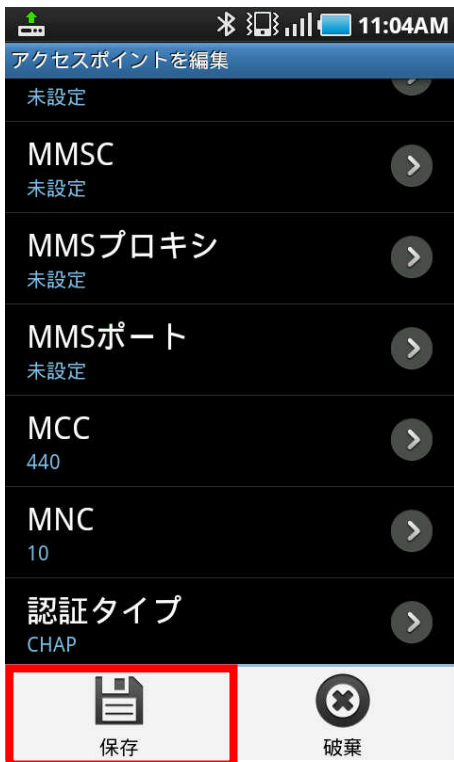 11:04AM
アクセスポイントを編集
未設定
MMSC
未設定
MMSプロキシ
未設定
MMSポート
未設定
MCC
440
MNC
10
認証タイプ
CHAP
保存
破棄